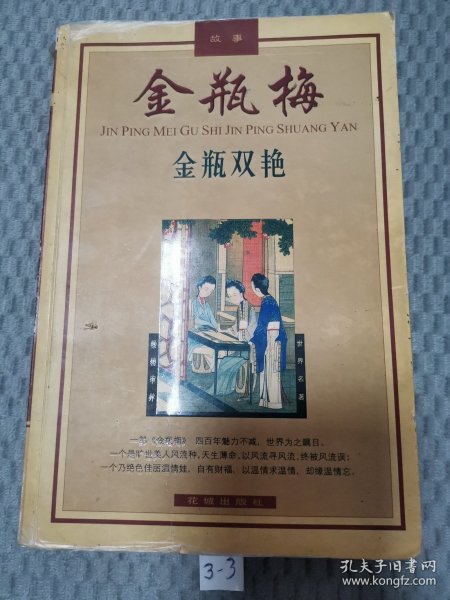 故事
金瓶梅
JIN PING MEI GU SHI JIN PING SHUANG YAN
金瓶双艳
世界名著
一部《金瓶梅》 四百年魅力不减，世界为之瞩目。
一个是旷世美人风流种，天生薄命，以风流寻风流，终被风流误；
一个乃绝色佳丽温情娃，自有财福，以温情求温情，却缘温情忘。
花城出版社
3-3
孔夫子旧书网
www.kongfz.com